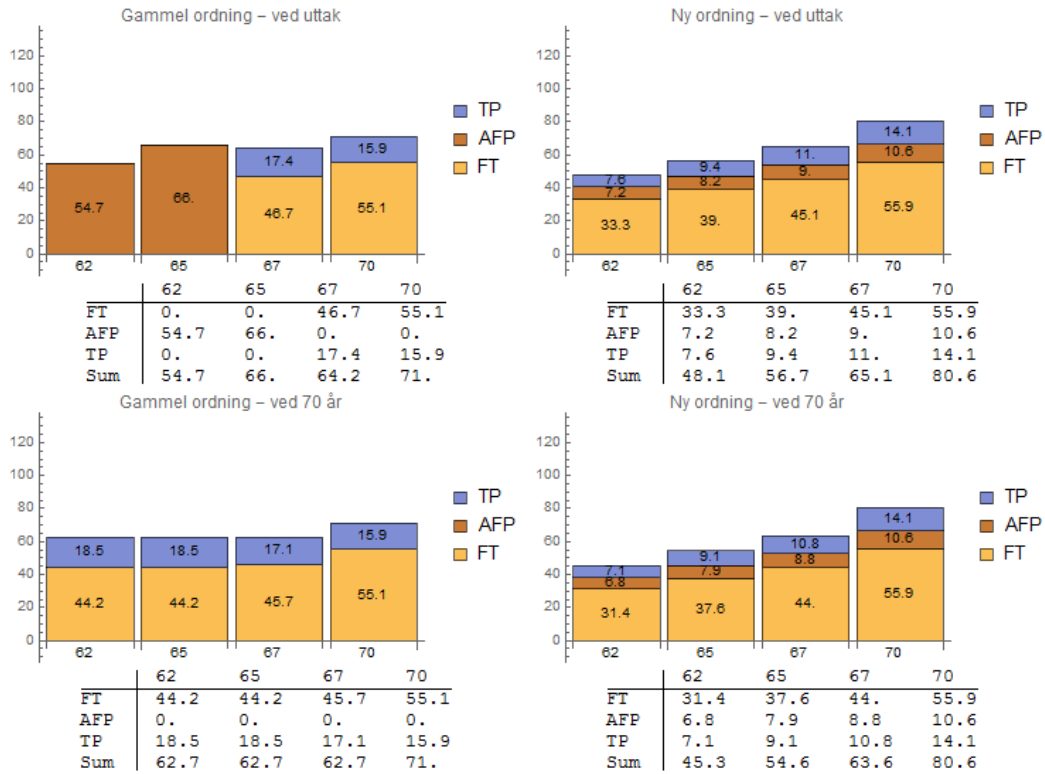 Gammel ordning – ved uttak
120
100
80
60
40
20
0
54.7
66.
17.4
46.7
15.9
55.1
62
65
67
70
TP
AFP
FT
62 65 67 70
FT 0. 0. 46.7 55.1
AFP 54.7 66. 0. 0.
TP 0. 0. 17.4 15.9
Sum 54.7 66. 64.2 71.
Ny ordning – ved uttak
120
100
80
60
40
20
0
7.6
7.2
33.3
9.4
8.2
39.
11.
9.
45.1
14.1
10.6
55.9
62
65
67
70
TP
AFP
FT
62 65 67 70
FT 33.3 39. 45.1 55.9
AFP 7.2 8.2 9. 10.6
TP 7.6 9.4 11. 14.1
Sum 48.1 56.7 65.1 80.6
Gammel ordning – ved 70 år
120
100
80
60
40
20
0
18.5
44.2
18.5
44.2
17.1
45.7
15.9
55.1
62
65
67
70
TP
AFP
FT
62 65 67 70
FT 44.2 44.2 45.7 55.1
AFP 0. 0. 0. 0.
TP 18.5 18.5 17.1 15.9
Sum 62.7 62.7 62.7 71.
Ny ordning – ved 70 år
120
100
80
60
40
20
0
7.1
6.8
31.4
9.1
7.9
37.6
10.8
8.8
44.
14.1
10.6
55.9
62
65
67
70
TP
AFP
FT
62 65 67 70
FT 31.4 37.6 44. 55.9
AFP 6.8 7.9 8.8 10.6
TP 7.1 9.1 10.8 14.1
Sum 45.3 54.6 63.6 80.6